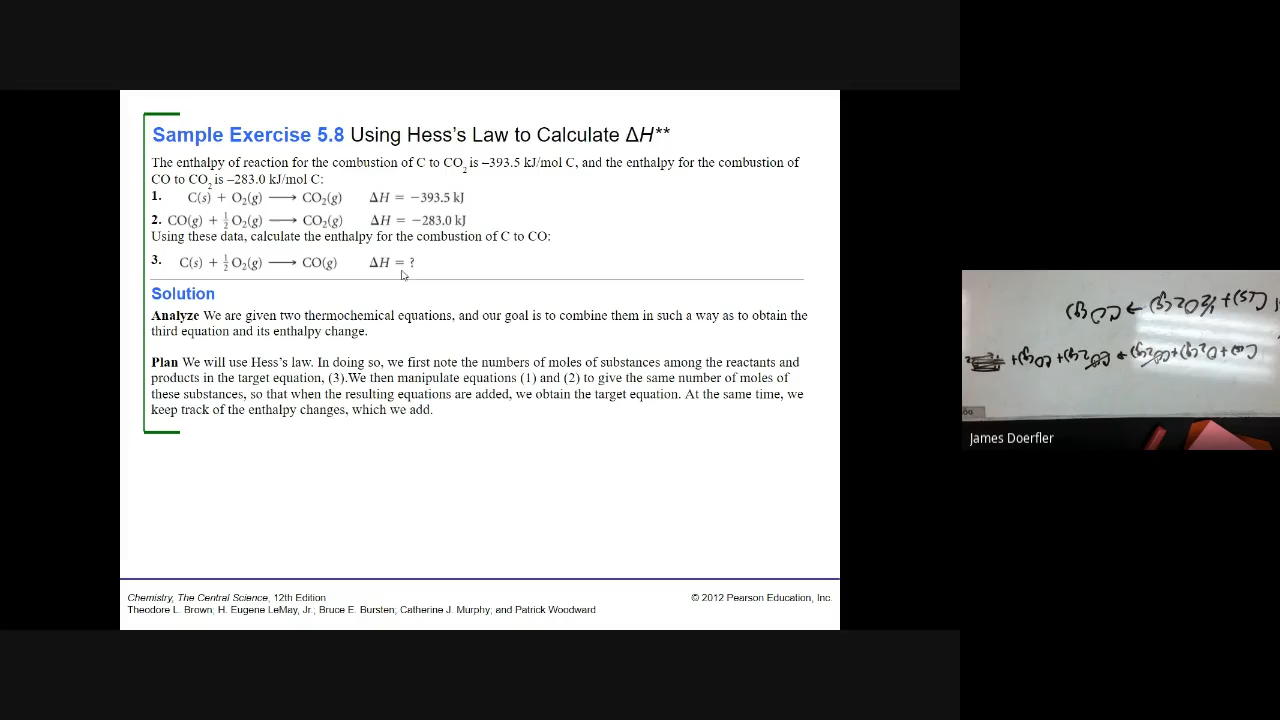 Sample Exercise 5.8 Using Hess's Law to Calculate ΔH**
The enthalpy of reaction for the combustion of C to CO₂ is –393.5 kJ/mol C, and the enthalpy for the combustion of
CO to CO₂ is –283.0 kJ/mol C:
1. C(s) + O₂(g) ⟶ CO₂(g) ΔH = −393.5 kJ
2. CO(g) + ½ O₂(g) ⟶ CO₂(g) ΔH = −283.0 kJ
Using these data, calculate the enthalpy for the combustion of C to CO:
3. C(s) + ½ O₂(g) ⟶ CO(g) ΔH = ?
Solution
Analyze We are given two thermochemical equations, and our goal is to combine them in such a way as to obtain the
third equation and its enthalpy change.
Plan We will use Hess's law. In doing so, we first note the numbers of moles of substances among the reactants and
products in the target equation, (3).We then manipulate equations (1) and (2) to give the same number of moles of
these substances, so that when the resulting equations are added, we obtain the target equation. At the same time, we
keep track of the enthalpy changes, which we add.
Chemistry, The Central Science, 12th Edition
Theodore L. Brown; H. Eugene LeMay, Jr.; Bruce E. Bursten; Catherine J. Murphy; and Patrick Woodward
© 2012 Pearson Education, Inc.
C(s) + ½O₂(g) → CO(g)
James Doerfler